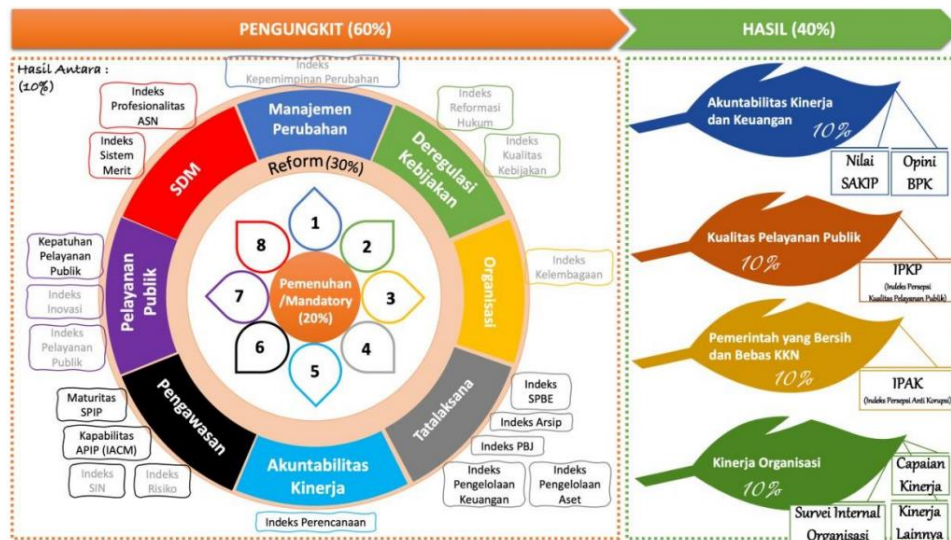 PENGUNGKIT (60%)
HASIL (40%)
Hasil Antara :
(10%)
Indeks
Kepemimpinan Perubahan
Indeks
Profesionalitas
ASN
Indeks
Sistem
Merit
Indeks
Reformasi
Hukum
Indeks
Kualitas
Kebijakan
Manajemen
Perubahan
Deregulasi
Kebijakan
SDM
Reform (30%)
Organisasi
Indeks
Kelembagaan
Kepatuhan
Pelayanan
Publik
Indeks
Inovasi
Indeks
Pelayanan
Publik
Pelayanan
Publik
1
2
3
4
5
6
7
8
Pemenuhan
/Mandatory
(20%)
Pengawasan
Tatalaksana
Akuntabilitas
Kinerja
Maturitas
SPIP
Kapabilitas
APIP (IACM)
Indeks
SIN
Indeks
Risiko
Indeks
SPBE
Indeks Arsip
Indeks PBJ
Indeks
Pengelolaan
Keuangan
Indeks
Pengelolaan
Aset
Indeks Perencanaan
Akuntabilitas Kinerja
dan Keuangan
10%
Nilai
SAKIP
Opini
BPK
Kualitas Pelayanan Publik
10%
IPKP
(Indeks Persepsi
Kualitas Pelayanan Publik)
Pemerintah yang Bersih
dan Bebas KKN
10%
IPAK
(Indeks Persepsi Anti Korupsi)
Kinerja Organisasi
10%
Capaian
Kinerja
Survei Internal
Organisasi
Kinerja
Lainnya